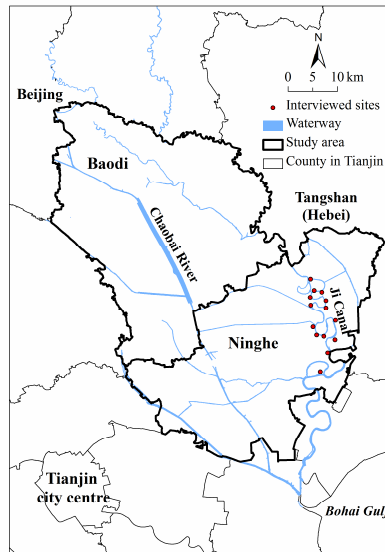 N
0 5 10 km
Interviewed sites
Waterway
Study area
County in Tianjin
Beijing
Baodi
Tangshan
(Hebei)
Chaobai River
Ji Canal
Ninghe
Tianjin
city centre
Bohai Gulf